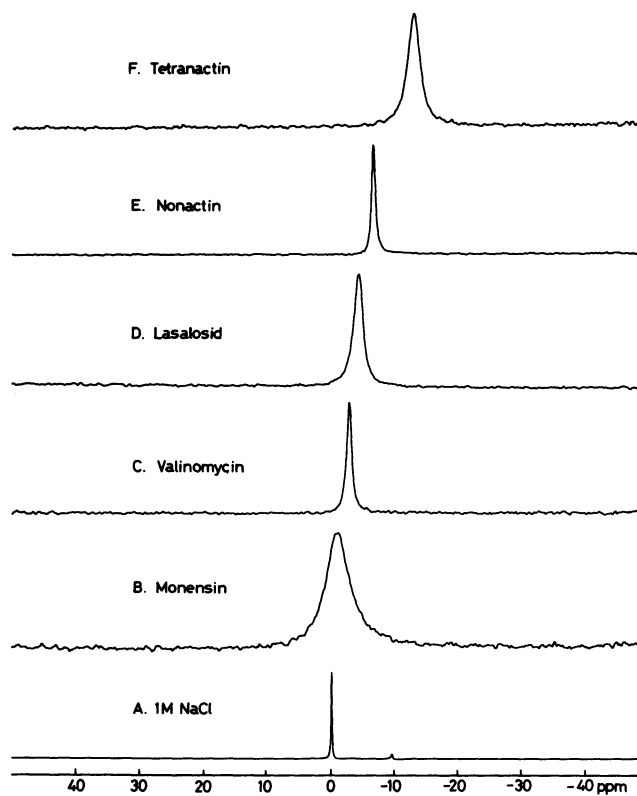 F. Tetranactin
E. Nonactin
D. Lasalosid
C. Valinomycin
B. Monensin
A. 1M NaCl
40 30 20 10 0 -10 -20 -30 -40 ppm